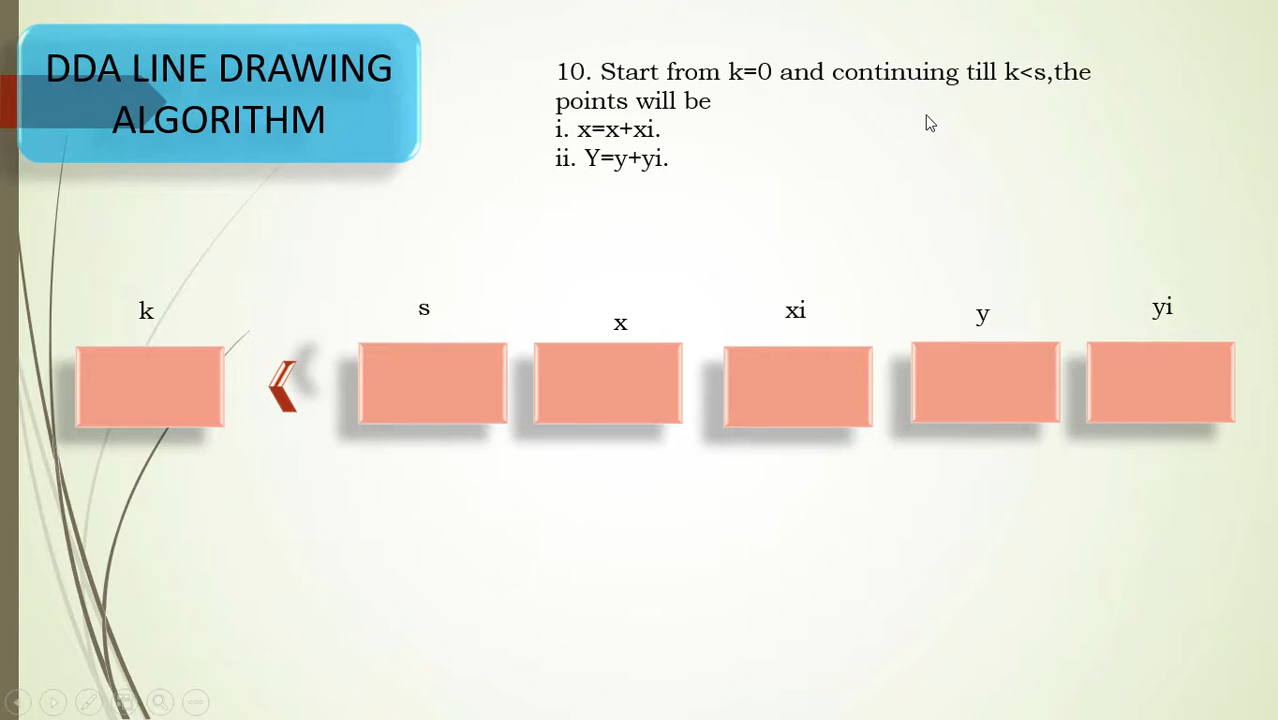 DDA LINE DRAWING
ALGORITHM
10. Start from k=0 and continuing till k<s,the
points will be
i. x=x+xi.
ii. Y=y+yi.
k
s
x
xi
y
yi